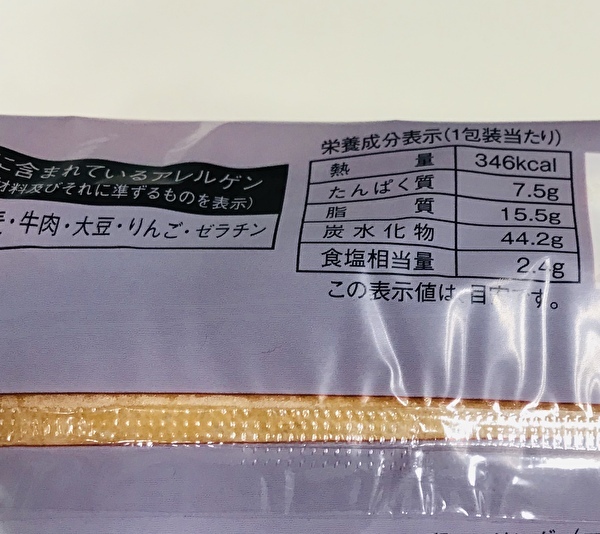 に含まれているアレルゲン
材料及びそれに準ずるものを表示)
・牛肉・大豆・りんご・ゼラチン
栄養成分表示(1包装当たり)
熱量 346kcal
たんぱく質 7.5g
脂質 15.5g
炭水化物 44.2g
食塩相当量 2.4g
この表示値は、目安です。